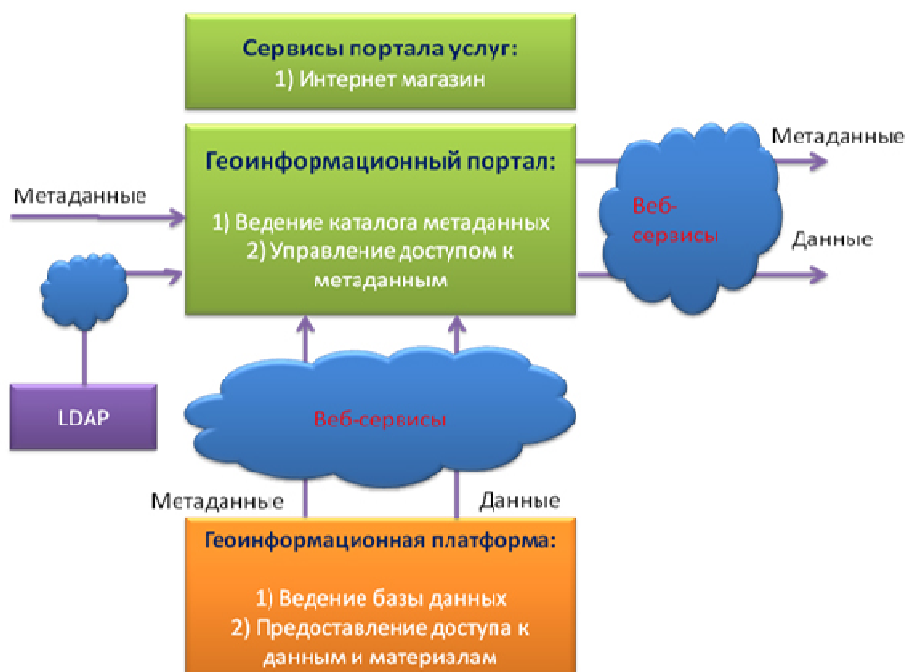 Сервисы портала услуг:
1) Интернет магазин
Геоинформационный портал:
1) Ведение каталога метаданных
2) Управление доступом к
метаданным
Метаданные
LDAP
Веб-
сервисы
Метаданные
Данные
Веб-сервисы
Метаданные
Данные
Геоинформационная платформа:
1) Ведение базы данных
2) Предоставление доступа к
данным и материалам